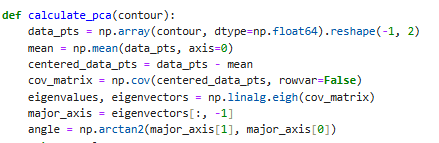 def calculate_pca(contour):
    data_pts = np.array(contour, dtype=np.float64).reshape(-1, 2)
    mean = np.mean(data_pts, axis=0)
    centered_data_pts = data_pts - mean
    cov_matrix = np.cov(centered_data_pts, rowvar=False)
    eigenvalues, eigenvectors = np.linalg.eigh(cov_matrix)
    major_axis = eigenvectors[:, -1]
    angle = np.arctan2(major_axis[1], major_axis[0])